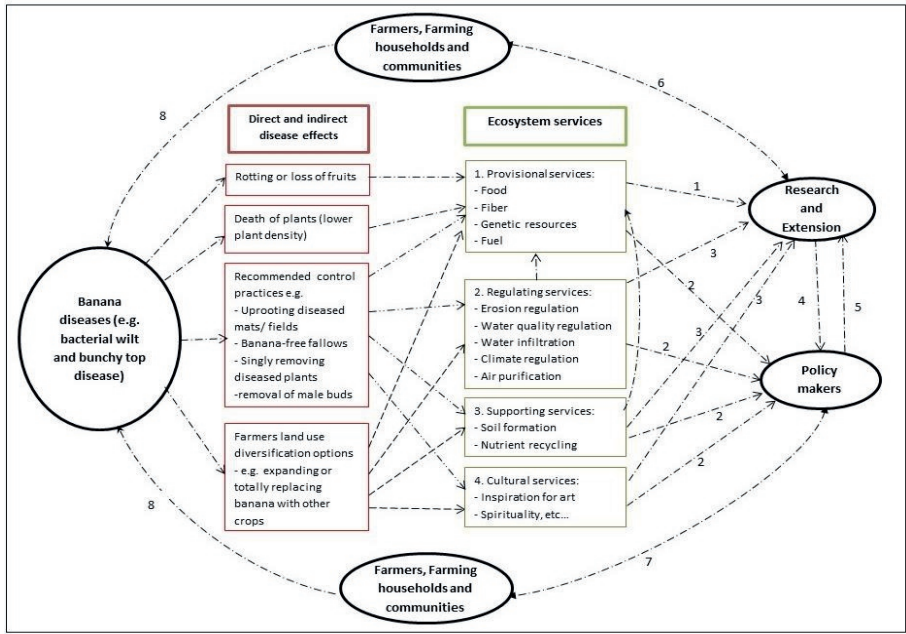 Farmers, Farming
households and
communities
6
8
Direct and indirect
disease effects
Ecosystem services
Rotting or loss of fruits
Death of plants (lower
plant density)
Recommended control
practices e.g.
- Uprooting diseased
mats/ fields
- Banana-free fallows
- Singly removing
diseased plants
-removal of male buds
Farmers land use
diversification options
- e.g. expanding or
totally replacing
banana with other
crops
1. Provisional services:
- Food
- Fiber
- Genetic resources
- Fuel
2. Regulating services:
- Erosion regulation
- Water quality regulation
- Water infiltration
- Climate regulation
- Air purification
3. Supporting services:
- Soil formation
- Nutrient recycling
4. Cultural services:
- Inspiration for art
- Spirituality, etc...
Banana
diseases (e.g.
bacterial wilt
and bunchy top
disease)
1
3
2
3
3
2
2
2
4
5
Research
and
Extension
Policy
makers
8
7
Farmers, Farming
households and
communities